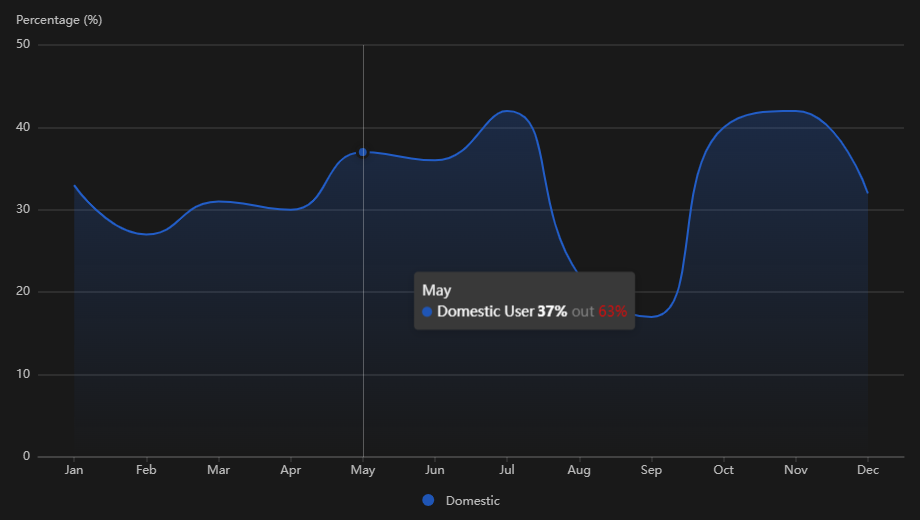 Percentage (%)
50
40
30
20
10
0
May
Domestic User 37% out 63%
Jan Feb Mar Apr May Jun Jul Aug Sep Oct Nov Dec
Domestic